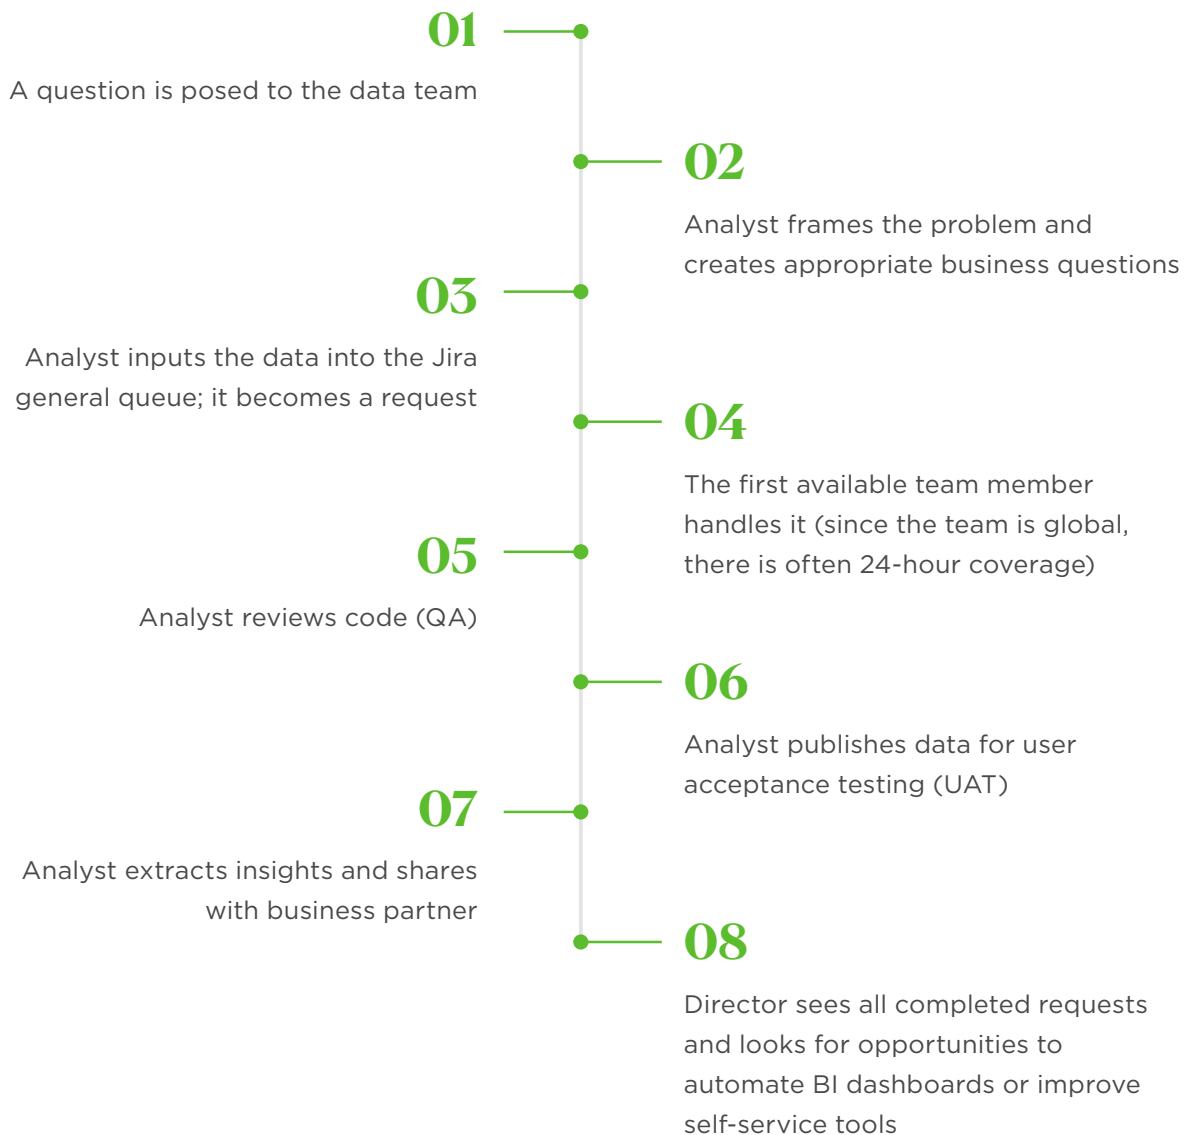 01
A question is posed to the data team
02
Analyst frames the problem and
creates appropriate business questions
03
Analyst inputs the data into the Jira
general queue; it becomes a request
04
The first available team member
handles it (since the team is global,
there is often 24-hour coverage)
05
Analyst reviews code (QA)
06
Analyst publishes data for user
acceptance testing (UAT)
07
Analyst extracts insights and shares
with business partner
08
Director sees all completed requests
and looks for opportunities to
automate BI dashboards or improve
self-service tools